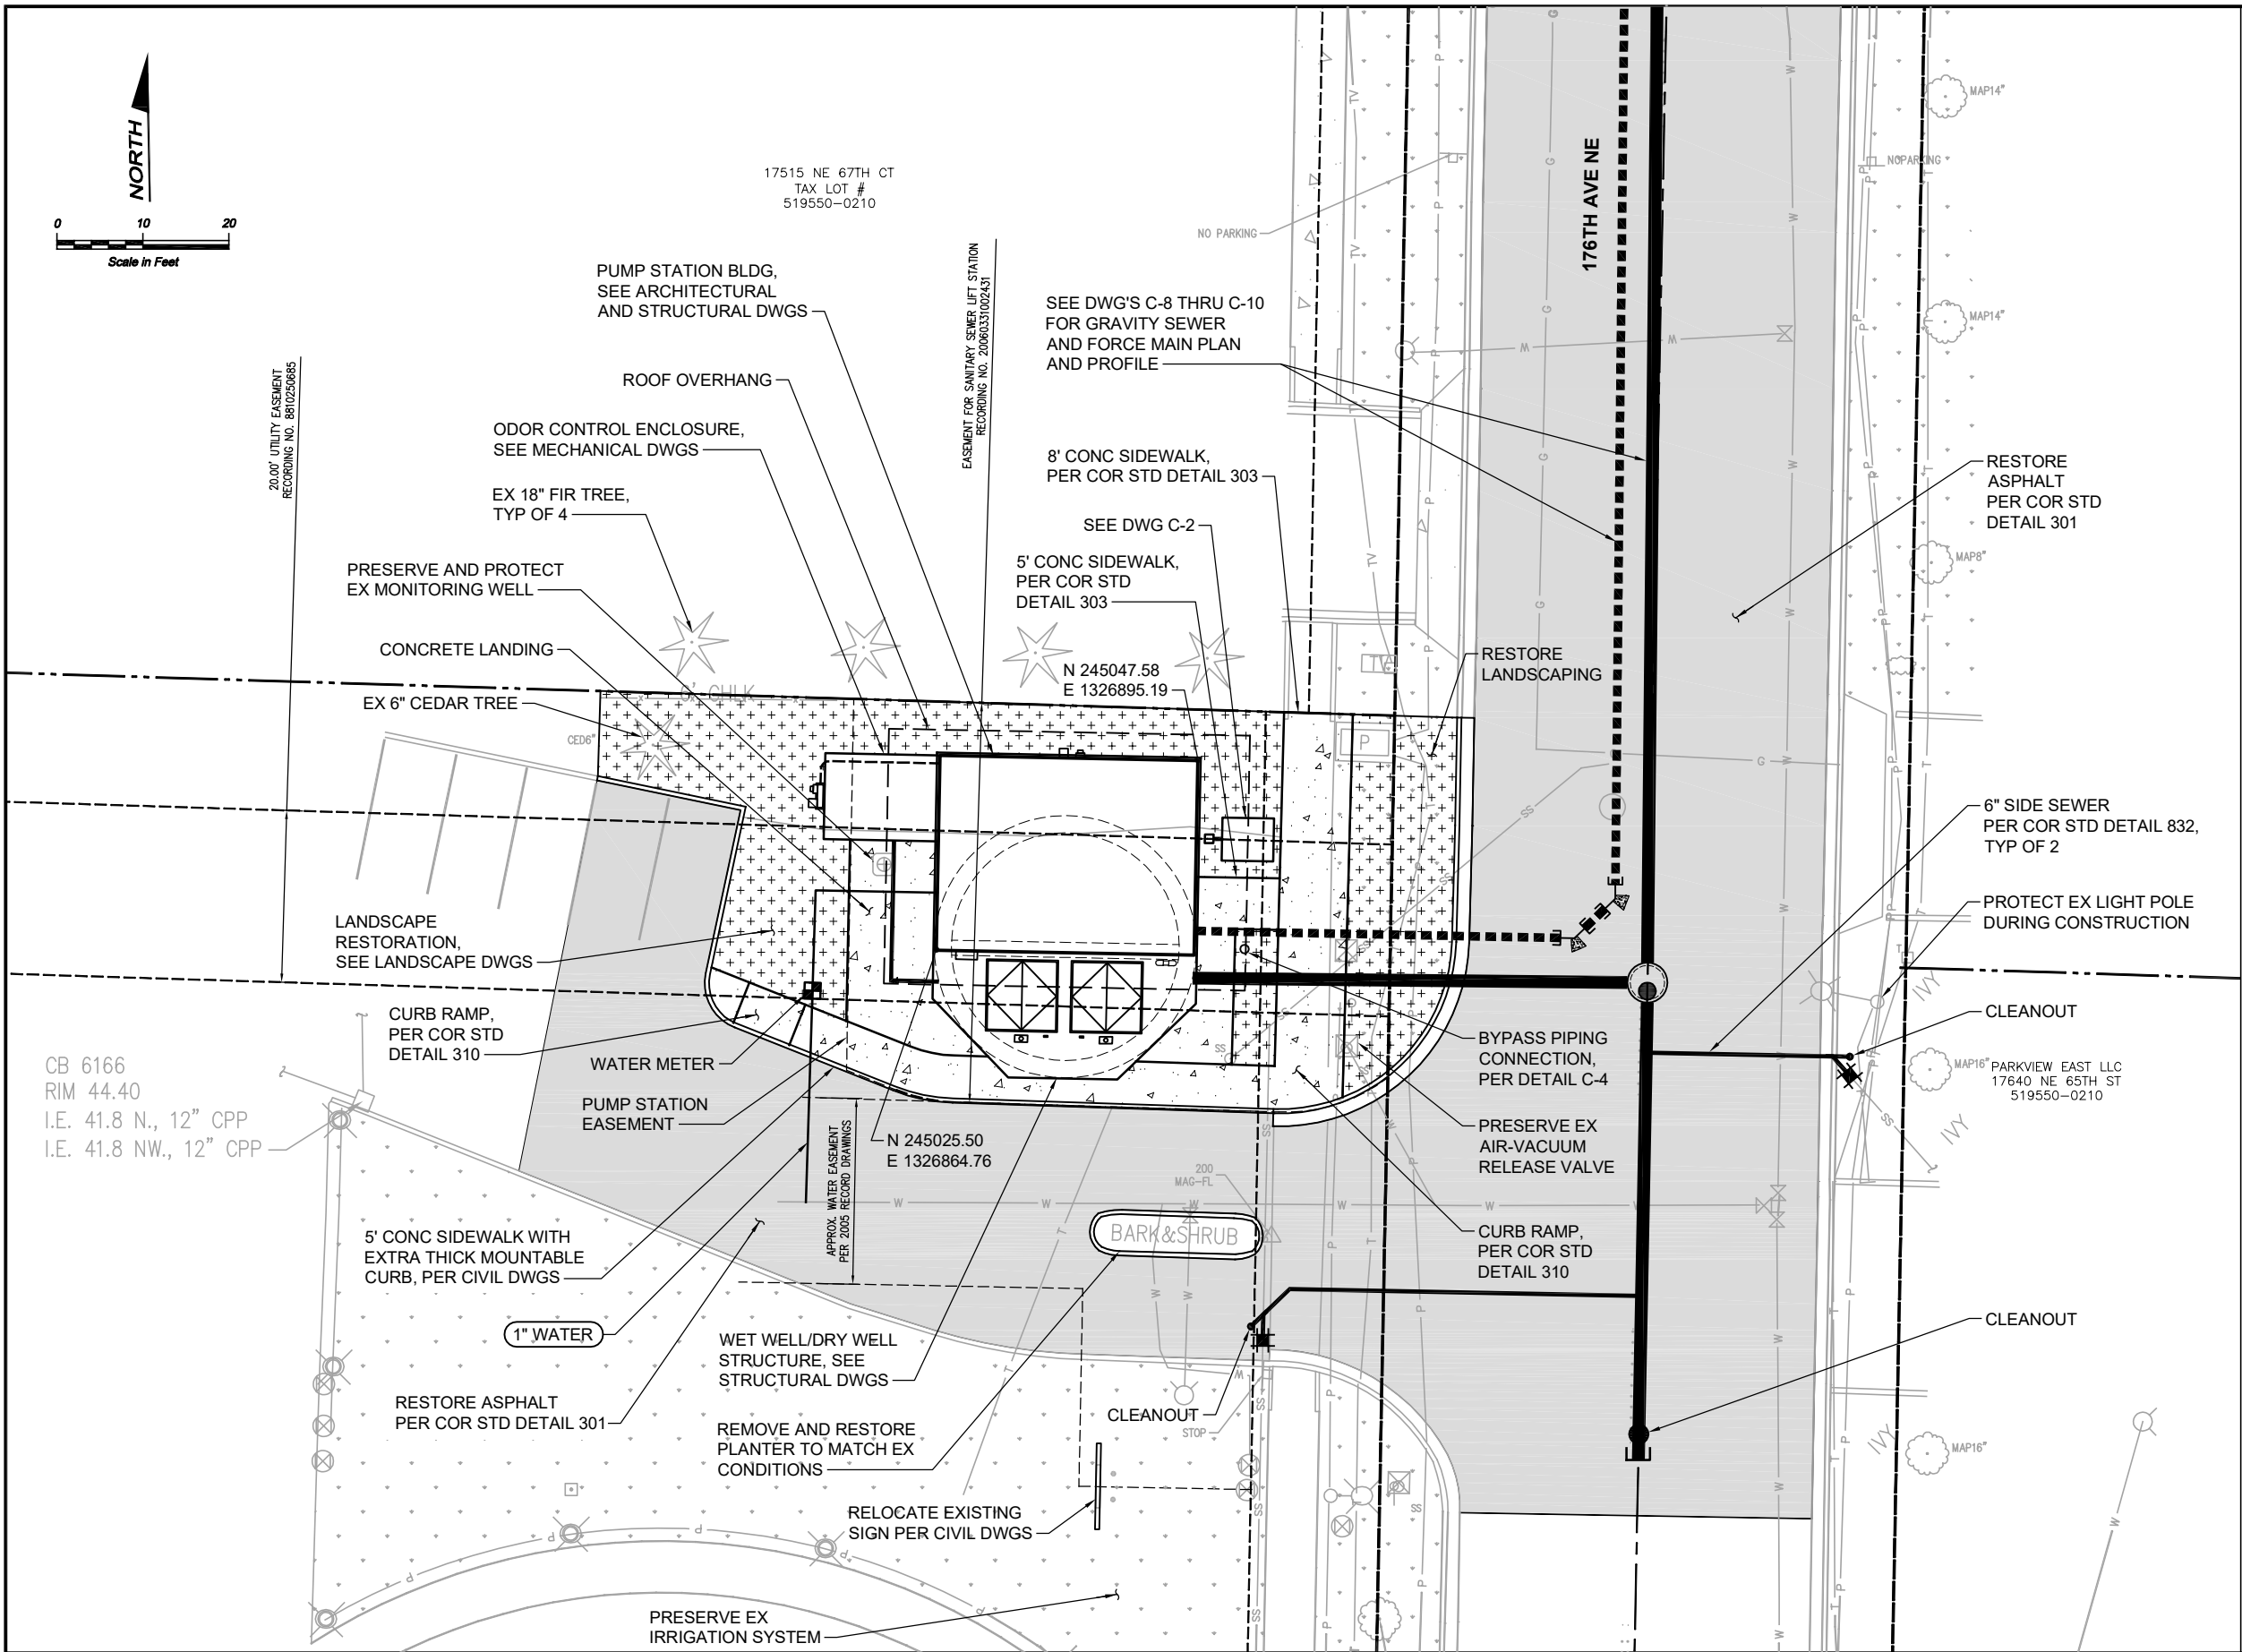 NORTH
0 10 20
Scale in Feet
17515 NE 67TH CT
TAX LOT #
519550-0210
20.00' UTILITY EASEMENT
RECORDING NO. 8810250685
EASEMENT FOR SANITARY SEWER LIFT STATION
RECORDING NO. 20060331002431
PUMP STATION BLDG,
SEE ARCHITECTURAL
AND STRUCTURAL DWGS
ROOF OVERHANG
ODOR CONTROL ENCLOSURE,
SEE MECHANICAL DWGS
EX 18" FIR TREE,
TYP OF 4
PRESERVE AND PROTECT
EX MONITORING WELL
CONCRETE LANDING
EX 6" CEDAR TREE
CED6"
6' CHLK
NO PARKING
SEE DWG'S C-8 THRU C-10
FOR GRAVITY SEWER
AND FORCE MAIN PLAN
AND PROFILE
8' CONC SIDEWALK,
PER COR STD DETAIL 303
SEE DWG C-2
5' CONC SIDEWALK,
PER COR STD
DETAIL 303
N 245047.58
E 1326895.19
176TH AVE NE
MAP14"
NOPARKING
MAP14"
RESTORE
ASPHALT
PER COR STD
DETAIL 301
MAP8"
RESTORE
LANDSCAPING
TV
P
6" SIDE SEWER
PER COR STD DETAIL 832,
TYP OF 2
PROTECT EX LIGHT POLE
DURING CONSTRUCTION
IVY
CLEANOUT
MAP16"
PARKVIEW EAST LLC
17640 NE 65TH ST
519550-0210
IVY
LANDSCAPE
RESTORATION,
SEE LANDSCAPE DWGS
CURB RAMP,
PER COR STD
DETAIL 310
WATER METER
PUMP STATION
EASEMENT
CB 6166
RIM 44.40
I.E. 41.8 N., 12" CPP
I.E. 41.8 NW., 12" CPP
N 245025.50
E 1326864.76
APPROX. WATER EASEMENT
PER 2005 RECORD DRAWINGS
BYPASS PIPING
CONNECTION,
PER DETAIL C-4
PRESERVE EX
AIR-VACUUM
RELEASE VALVE
CURB RAMP,
PER COR STD
DETAIL 310
200
MAG-FL
BARK&SHRUB
5' CONC SIDEWALK WITH
EXTRA THICK MOUNTABLE
CURB, PER CIVIL DWGS
1" WATER
RESTORE ASPHALT
PER COR STD DETAIL 301
WET WELL/DRY WELL
STRUCTURE, SEE
STRUCTURAL DWGS
REMOVE AND RESTORE
PLANTER TO MATCH EX
CONDITIONS
CLEANOUT
STOP
CLEANOUT
IVY
MAP16"
RELOCATE EXISTING
SIGN PER CIVIL DWGS
PRESERVE EX
IRRIGATION SYSTEM